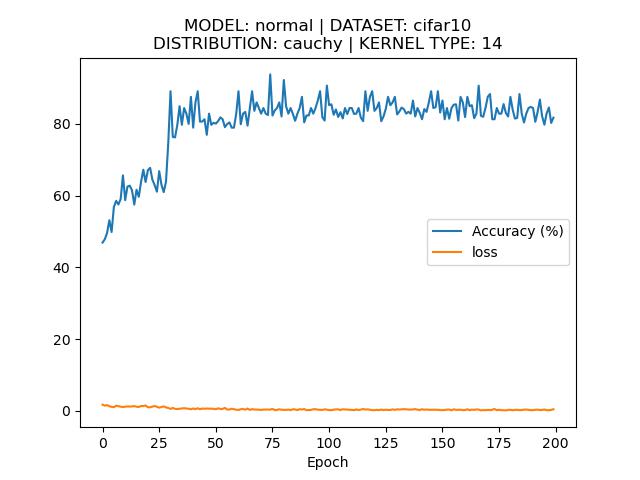 MODEL: normal | DATASET: cifar10
DISTRIBUTION: cauchy | KERNEL TYPE: 14
80
60
40
20
0
Accuracy (%)
loss
0 25 50 75 100 125 150 175 200
Epoch